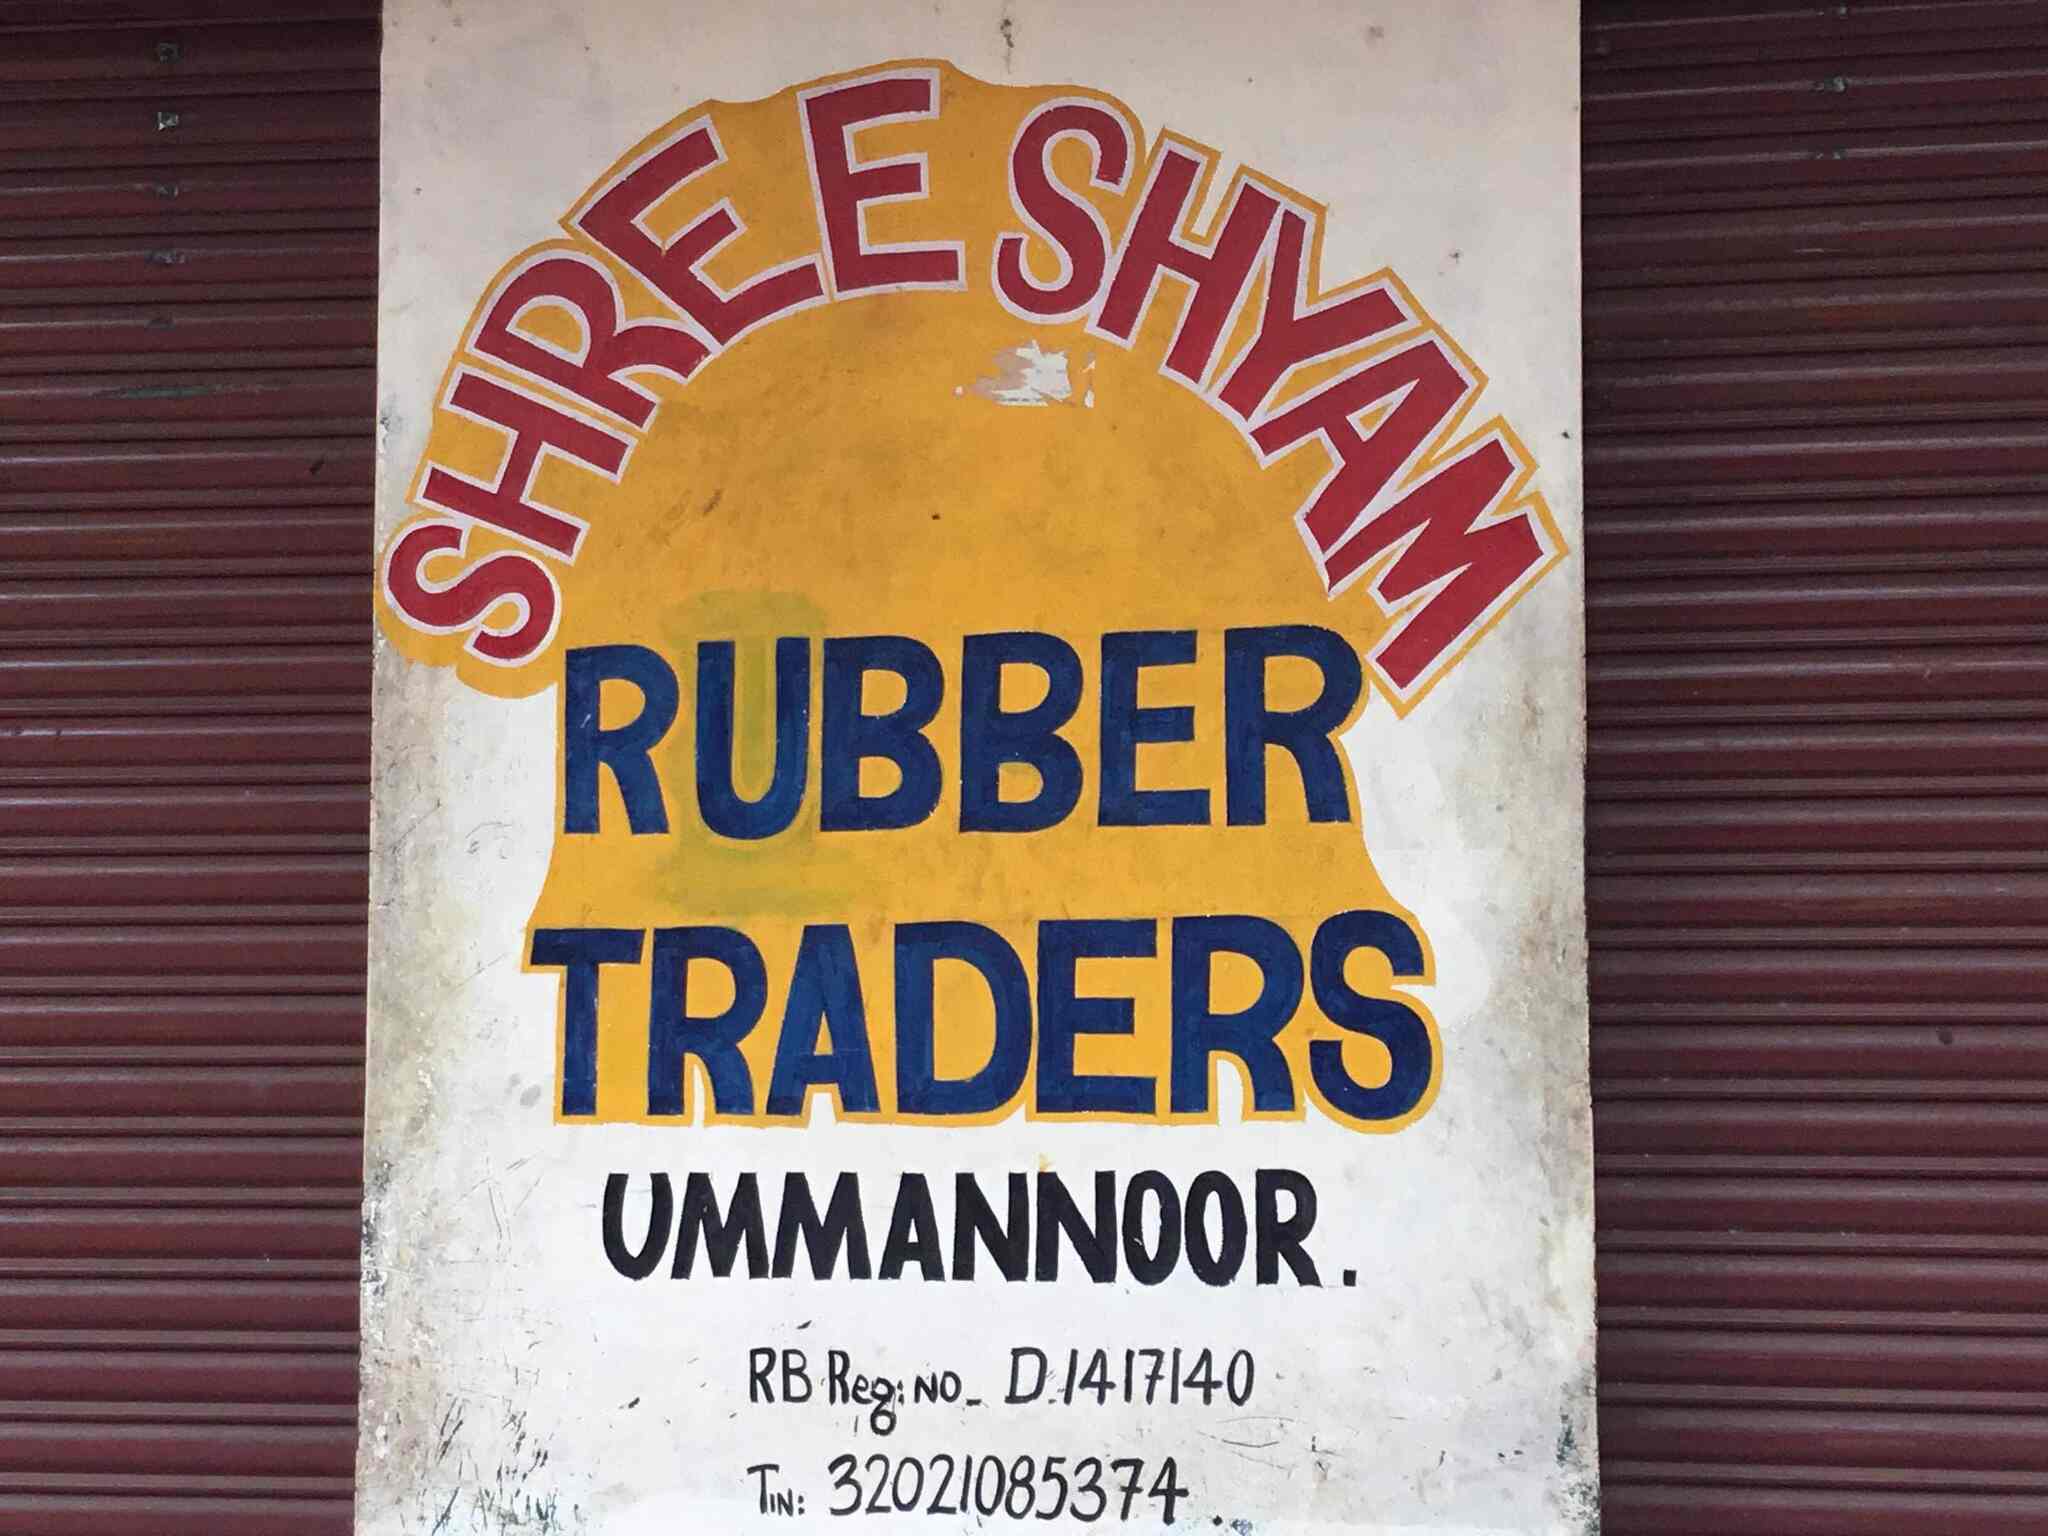 SHREE SHYAM
RUBBER
TRADERS
UMMANNOOR.
RB Reg: NO_ D.1417140
TIN: 32021085374.